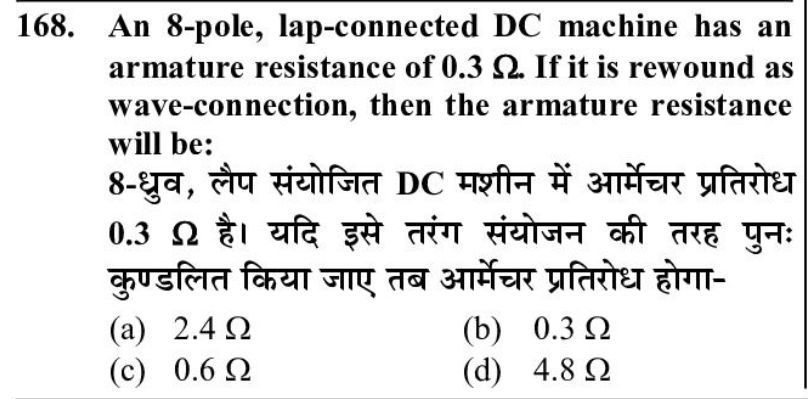 168. An 8-pole, lap-connected DC machine has an
armature resistance of 0.3 Ω. If it is rewound as
wave-connection, then the armature resistance
will be:
8-ध्रुव, लैप संयोजित DC मशीन में आर्मेचर प्रतिरोध
0.3 Ω है। यदि इसे तरंग संयोजन की तरह पुनः
कुण्डलित किया जाए तब आर्मेचर प्रतिरोध होगा-
(a) 2.4 Ω (b) 0.3 Ω
(c) 0.6 Ω (d) 4.8 Ω